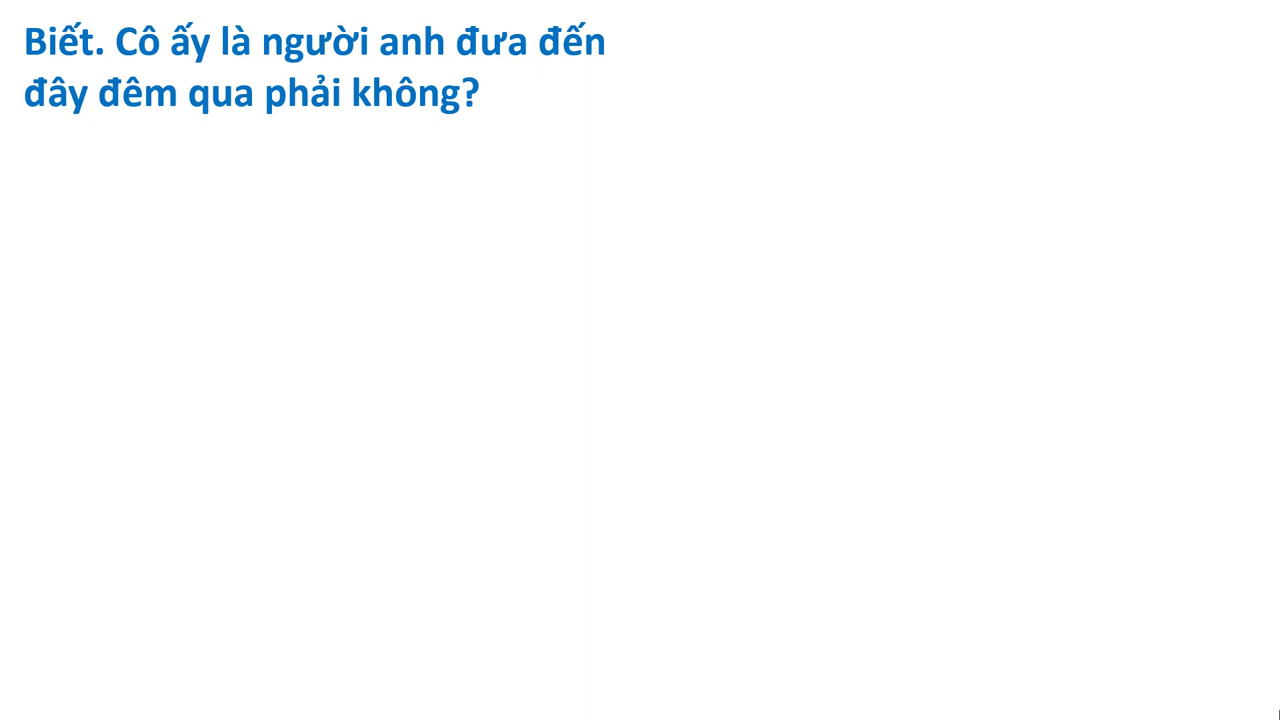 Biết. Cô ấy là người anh đưa đến
đây đêm qua phải không?